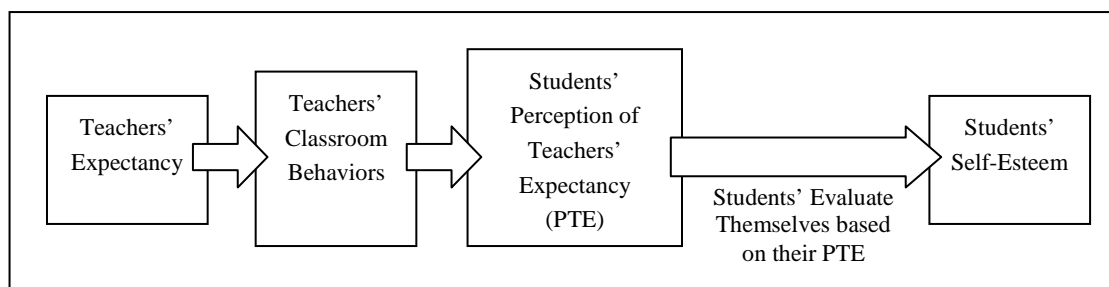 Teachers’
Expectancy
Teachers’
Classroom
Behaviors
Students’
Perception of
Teachers’
Expectancy
(PTE)
Students’ Evaluate
Themselves based
on their PTE
Students’
Self-Esteem